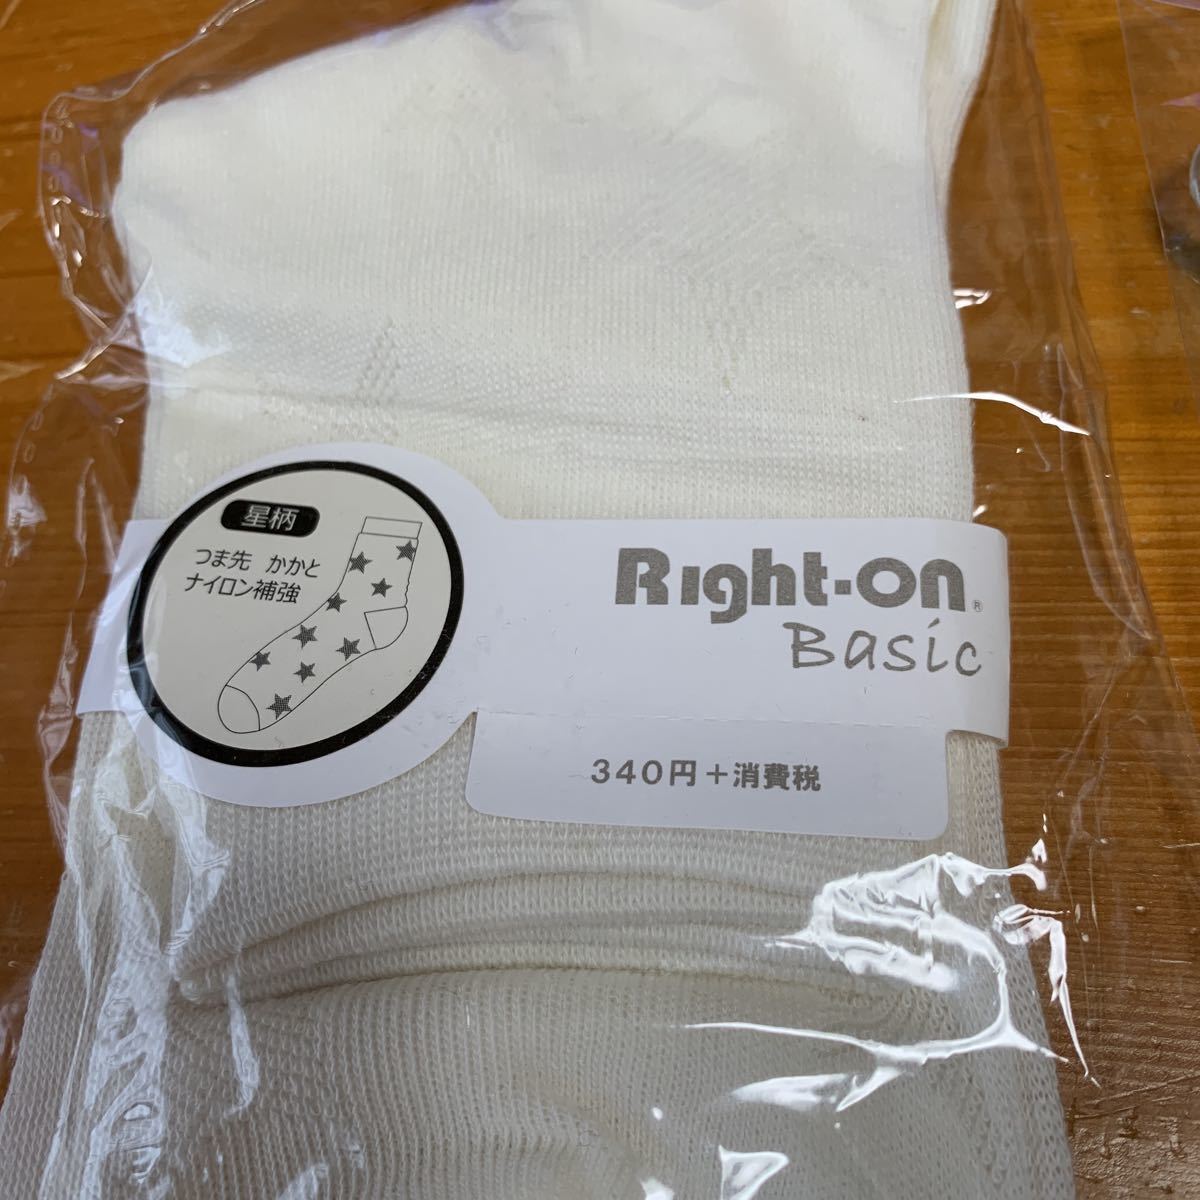 星柄
つま先 かかと
ナイロン補強
Right-on®
Basic
340円+消費税